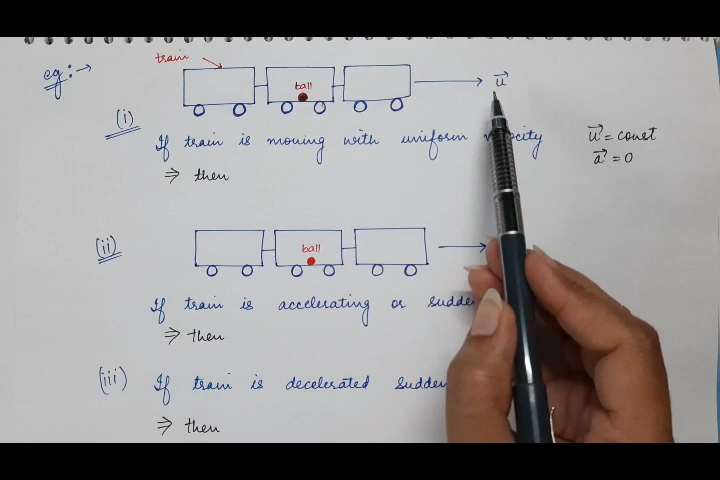 eg:→
train
ball
u⃗
(i)
If train is moving with uniform velocity
u⃗ = const
a⃗ = 0
⇒ then
(ii)
ball
If train is accelerating or
⇒ then
(iii) If train is decelerated
⇒ then